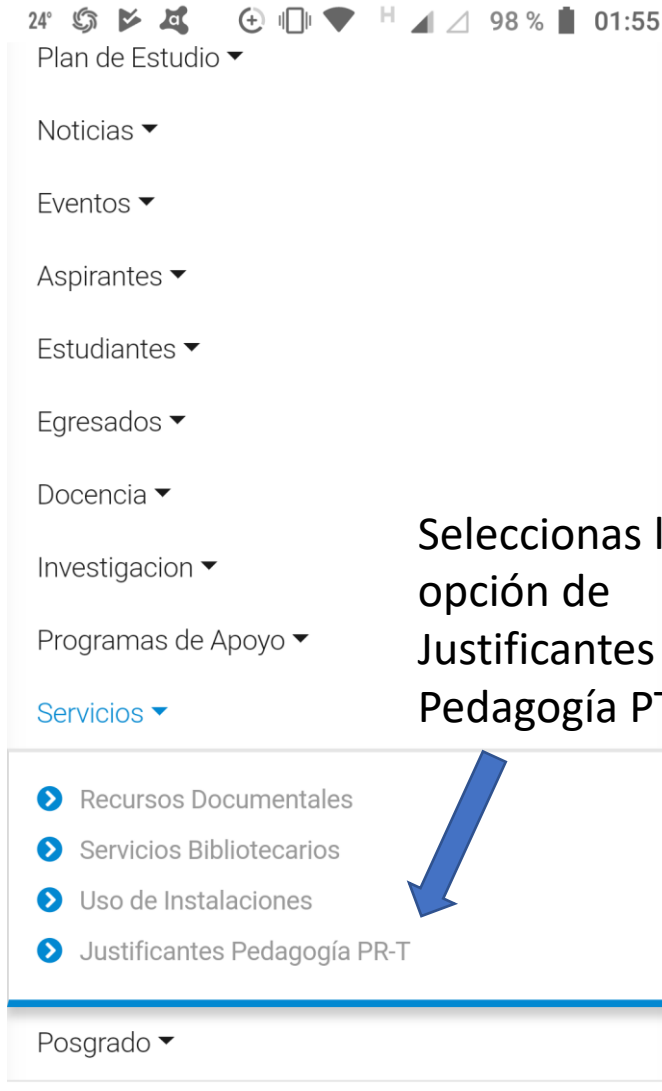 24° H 98 % 01:55
Plan de Estudio
Noticias
Eventos
Aspirantes
Estudiantes
Egresados
Docencia
Investigacion
Programas de Apoyo
Servicios
Seleccionas
opción de
Justificantes
Pedagogía
Recursos Documentales
Servicios Bibliotecarios
Uso de Instalaciones
Justificantes Pedagogía PR-T
Posgrado